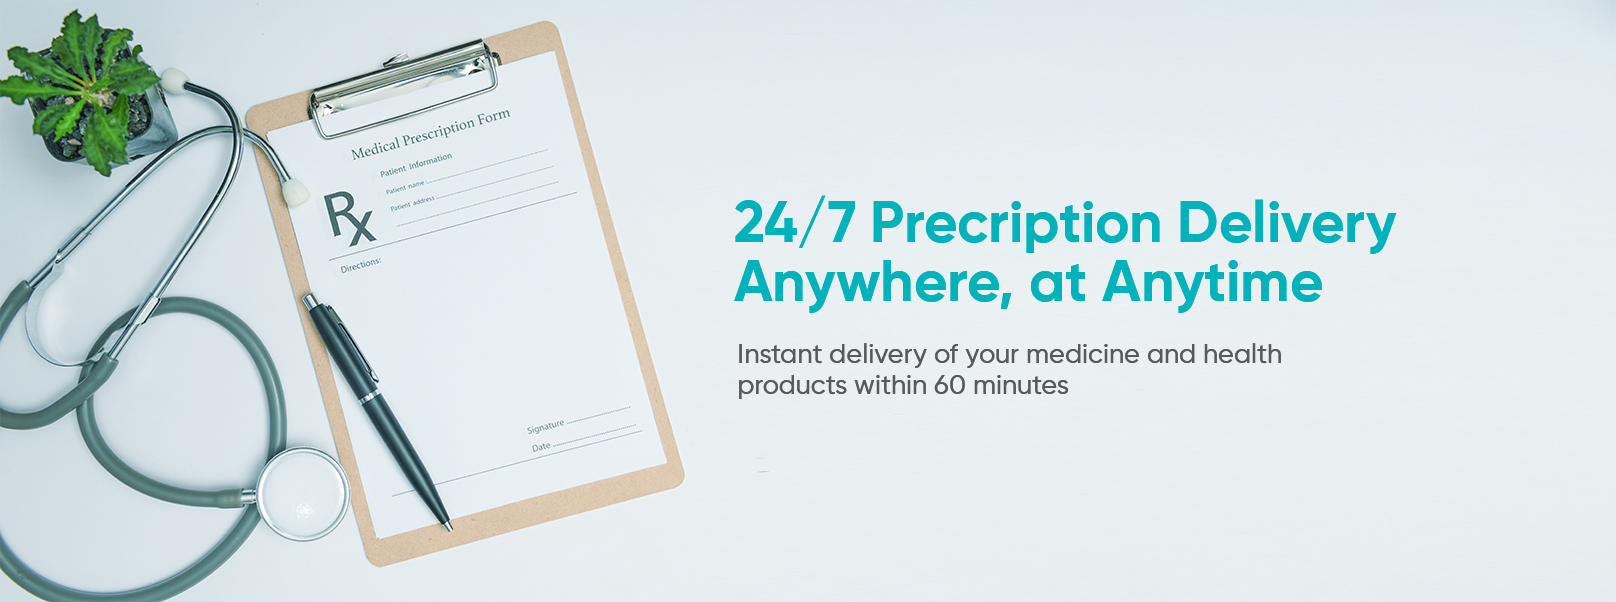 Medical Prescription Form
Patient Information
Patient name
Patient address
Rx
Directions:
Signature
Date
24/7 Precription Delivery
Anywhere, at Anytime
Instant delivery of your medicine and health
products within 60 minutes